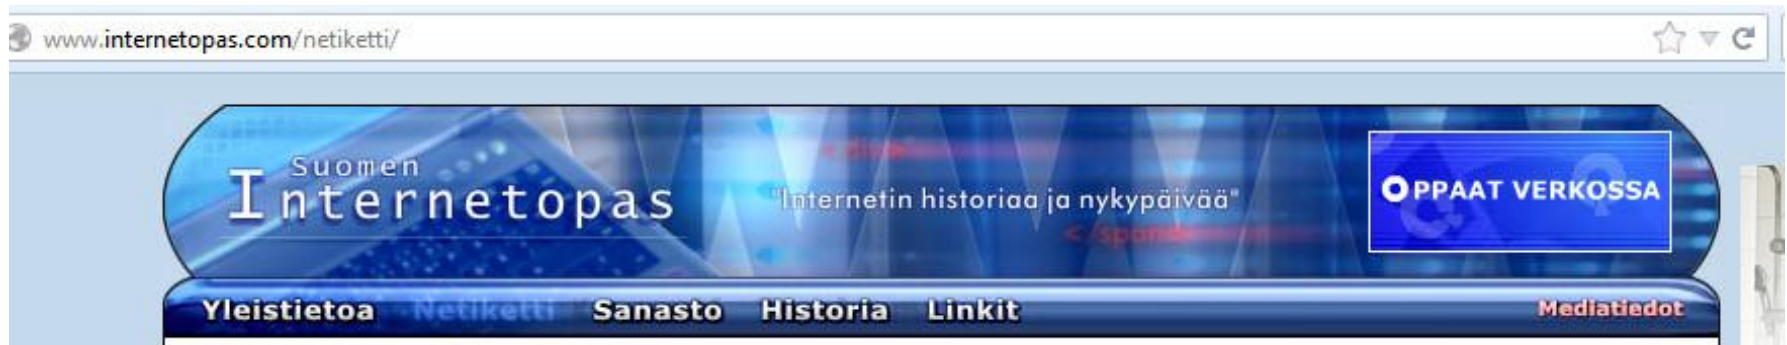 www.internetopas.com/netiketti/
Suomen
Internetopas
"Internetin historiaa ja nykypäivää"
OPPAAT VERKOSSA
Yleistietoa Netiketti Sanasto Historia Linkit Mediatiedot